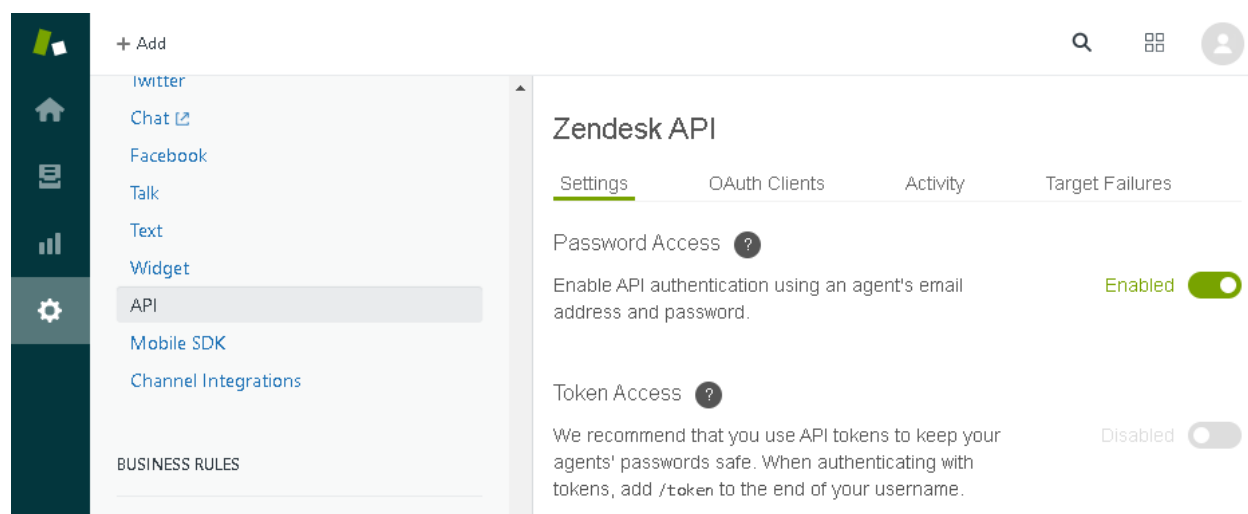 + Add
Twitter
Chat
Facebook
Talk
Text
Widget
API
Mobile SDK
Channel Integrations
BUSINESS RULES
Zendesk API
Settings OAuth Clients Activity Target Failures
Password Access ?
Enable API authentication using an agent's email Enabled
address and password.
Token Access ?
We recommend that you use API tokens to keep your Disabled
agents' passwords safe. When authenticating with
tokens, add /token to the end of your username.